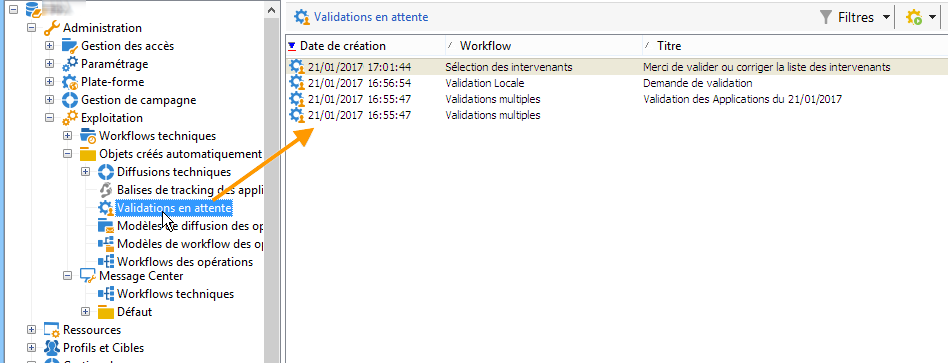 Administration
Gestion des accès
Paramétrage
Plate-forme
Gestion de campagne
Exploitation
Workflows techniques
Objets créés automatiquement
Diffusions techniques
Balises de tracking des appli
Validations en attente
Modèles de diffusion des op
Modèles de workflow des op
Workflows des opérations
Message Center
Workflows techniques
Défaut
Ressources
Profils et Cibles
Validations en attente Filtres
Date de création Workflow Titre
21/01/2017 17:01:44 Sélection des intervenants Merci de valider ou corriger la liste des intervenants
21/01/2017 16:56:54 Validation Locale Demande de validation
21/01/2017 16:55:47 Validations multiples Validation des Applications du 21/01/2017
21/01/2017 16:55:47 Validations multiples